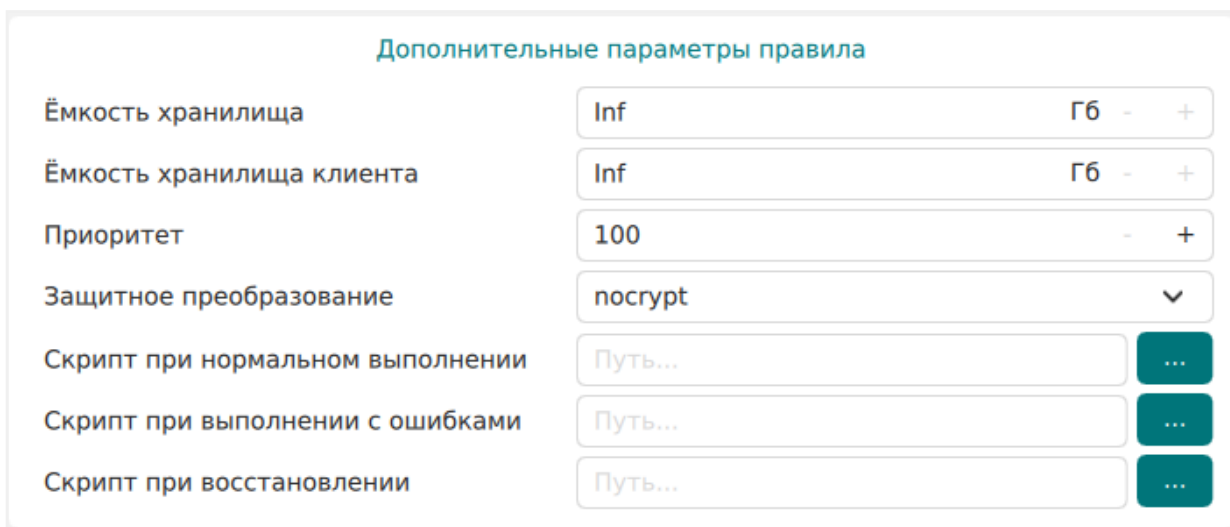 Дополнительные параметры правила
Ёмкость хранилища Inf Гб - +
Ёмкость хранилища клиента Inf Гб - +
Приоритет 100 - +
Защитное преобразование nocrypt
Скрипт при нормальном выполнении Путь... ...
Скрипт при выполнении с ошибками Путь... ...
Скрипт при восстановлении Путь... ...